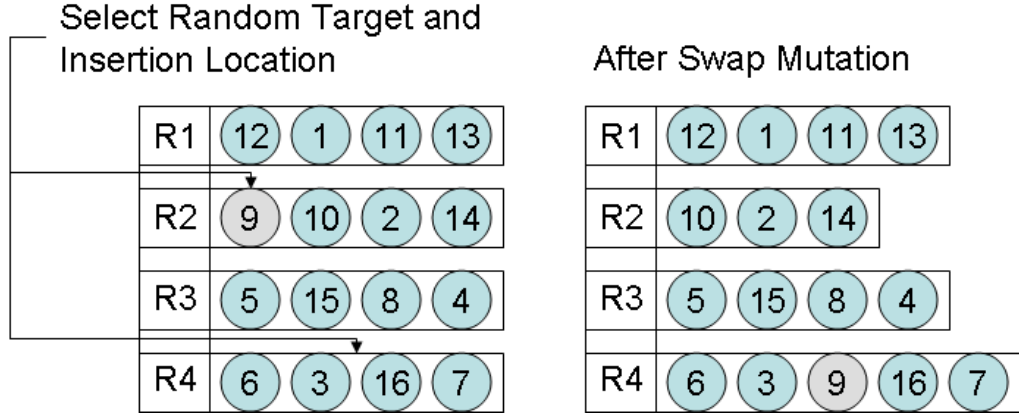 Select Random Target and
Insertion Location
R1 12 1 11 13
R2 9 10 2 14
R3 5 15 8 4
R4 6 3 16 7
After Swap Mutation
R1 12 1 11 13
R2 10 2 14
R3 5 15 8 4
R4 6 3 9 16 7